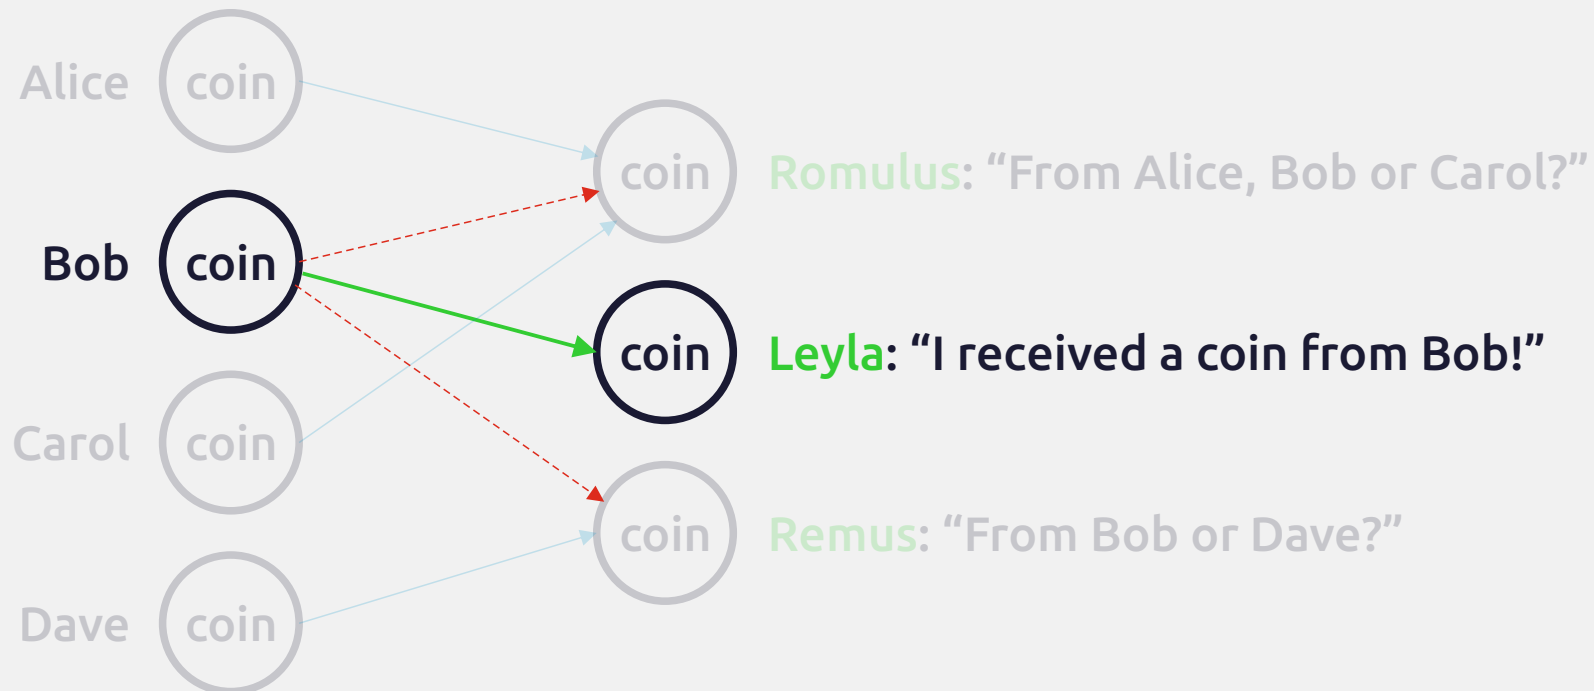 Alice coin
coin Romulus: “From Alice, Bob or Carol?”
Bob coin
coin Leyla: “I received a coin from Bob!”
Carol coin
coin Remus: “From Bob or Dave?”
Dave coin